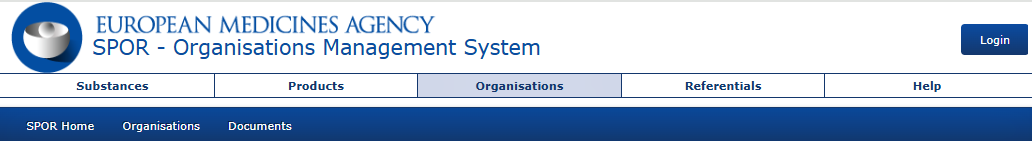 EUROPEAN MEDICINES AGENCY
SPOR - Organisations Management System
Login
Substances Products Organisations Referentials Help
SPOR Home Organisations Documents